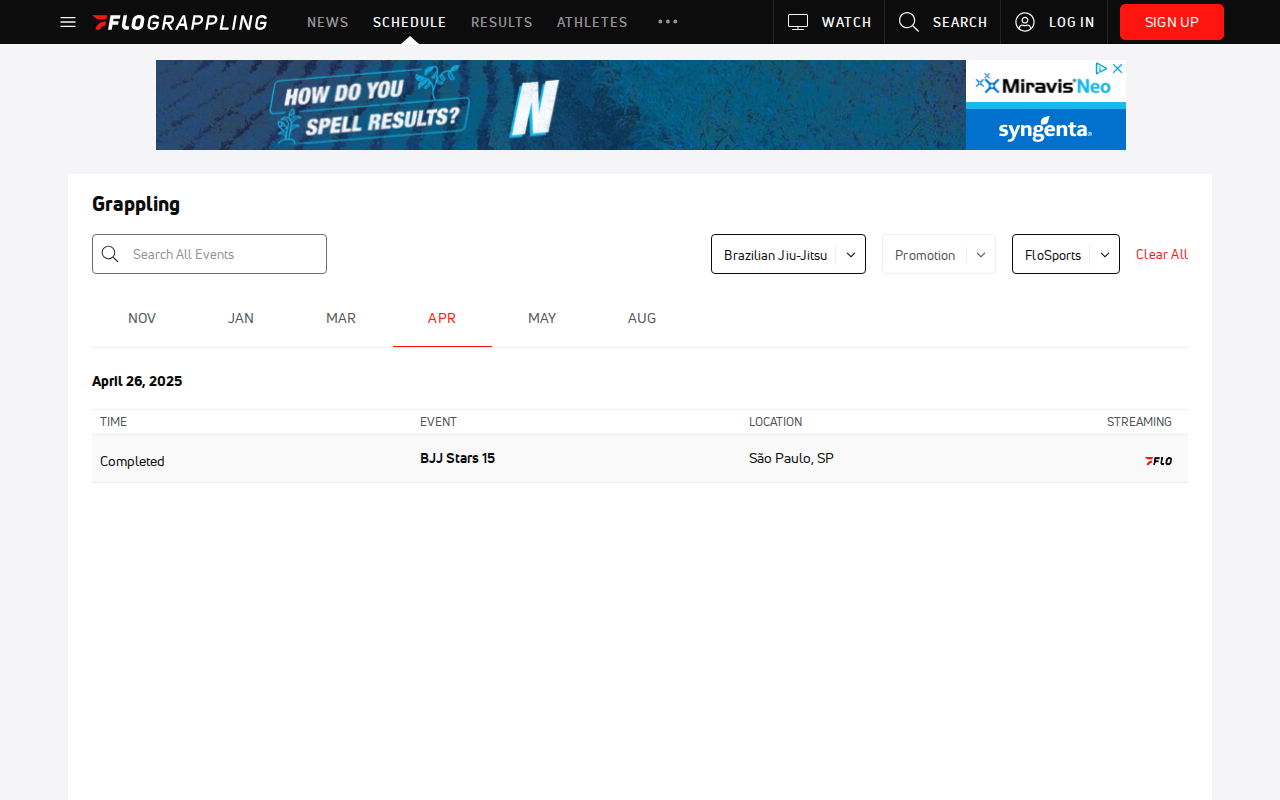 FLOGRAPPLING NEWS SCHEDULE RESULTS ATHLETES WATCH SEARCH LOG IN SIGN UP
HOW DO YOU
SPELL RESULTS?
N
Miravis Neo
syngenta
Grappling
Search All Events
Brazilian Jiu-Jitsu
Promotion
FloSports
Clear All
NOV JAN MAR APR MAY AUG
April 26, 2025
TIME EVENT LOCATION STREAMING
Completed BJJ Stars 15 São Paulo, SP FLO